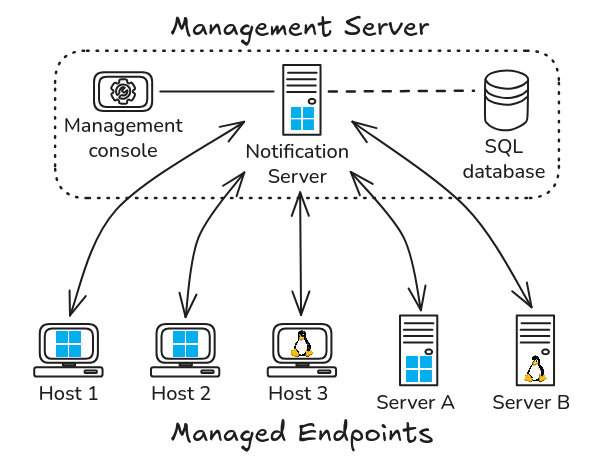 Management Server
Management
console
Notification
Server
SQL
database
Host 1
Host 2
Host 3
Server A
Server B
Managed Endpoints